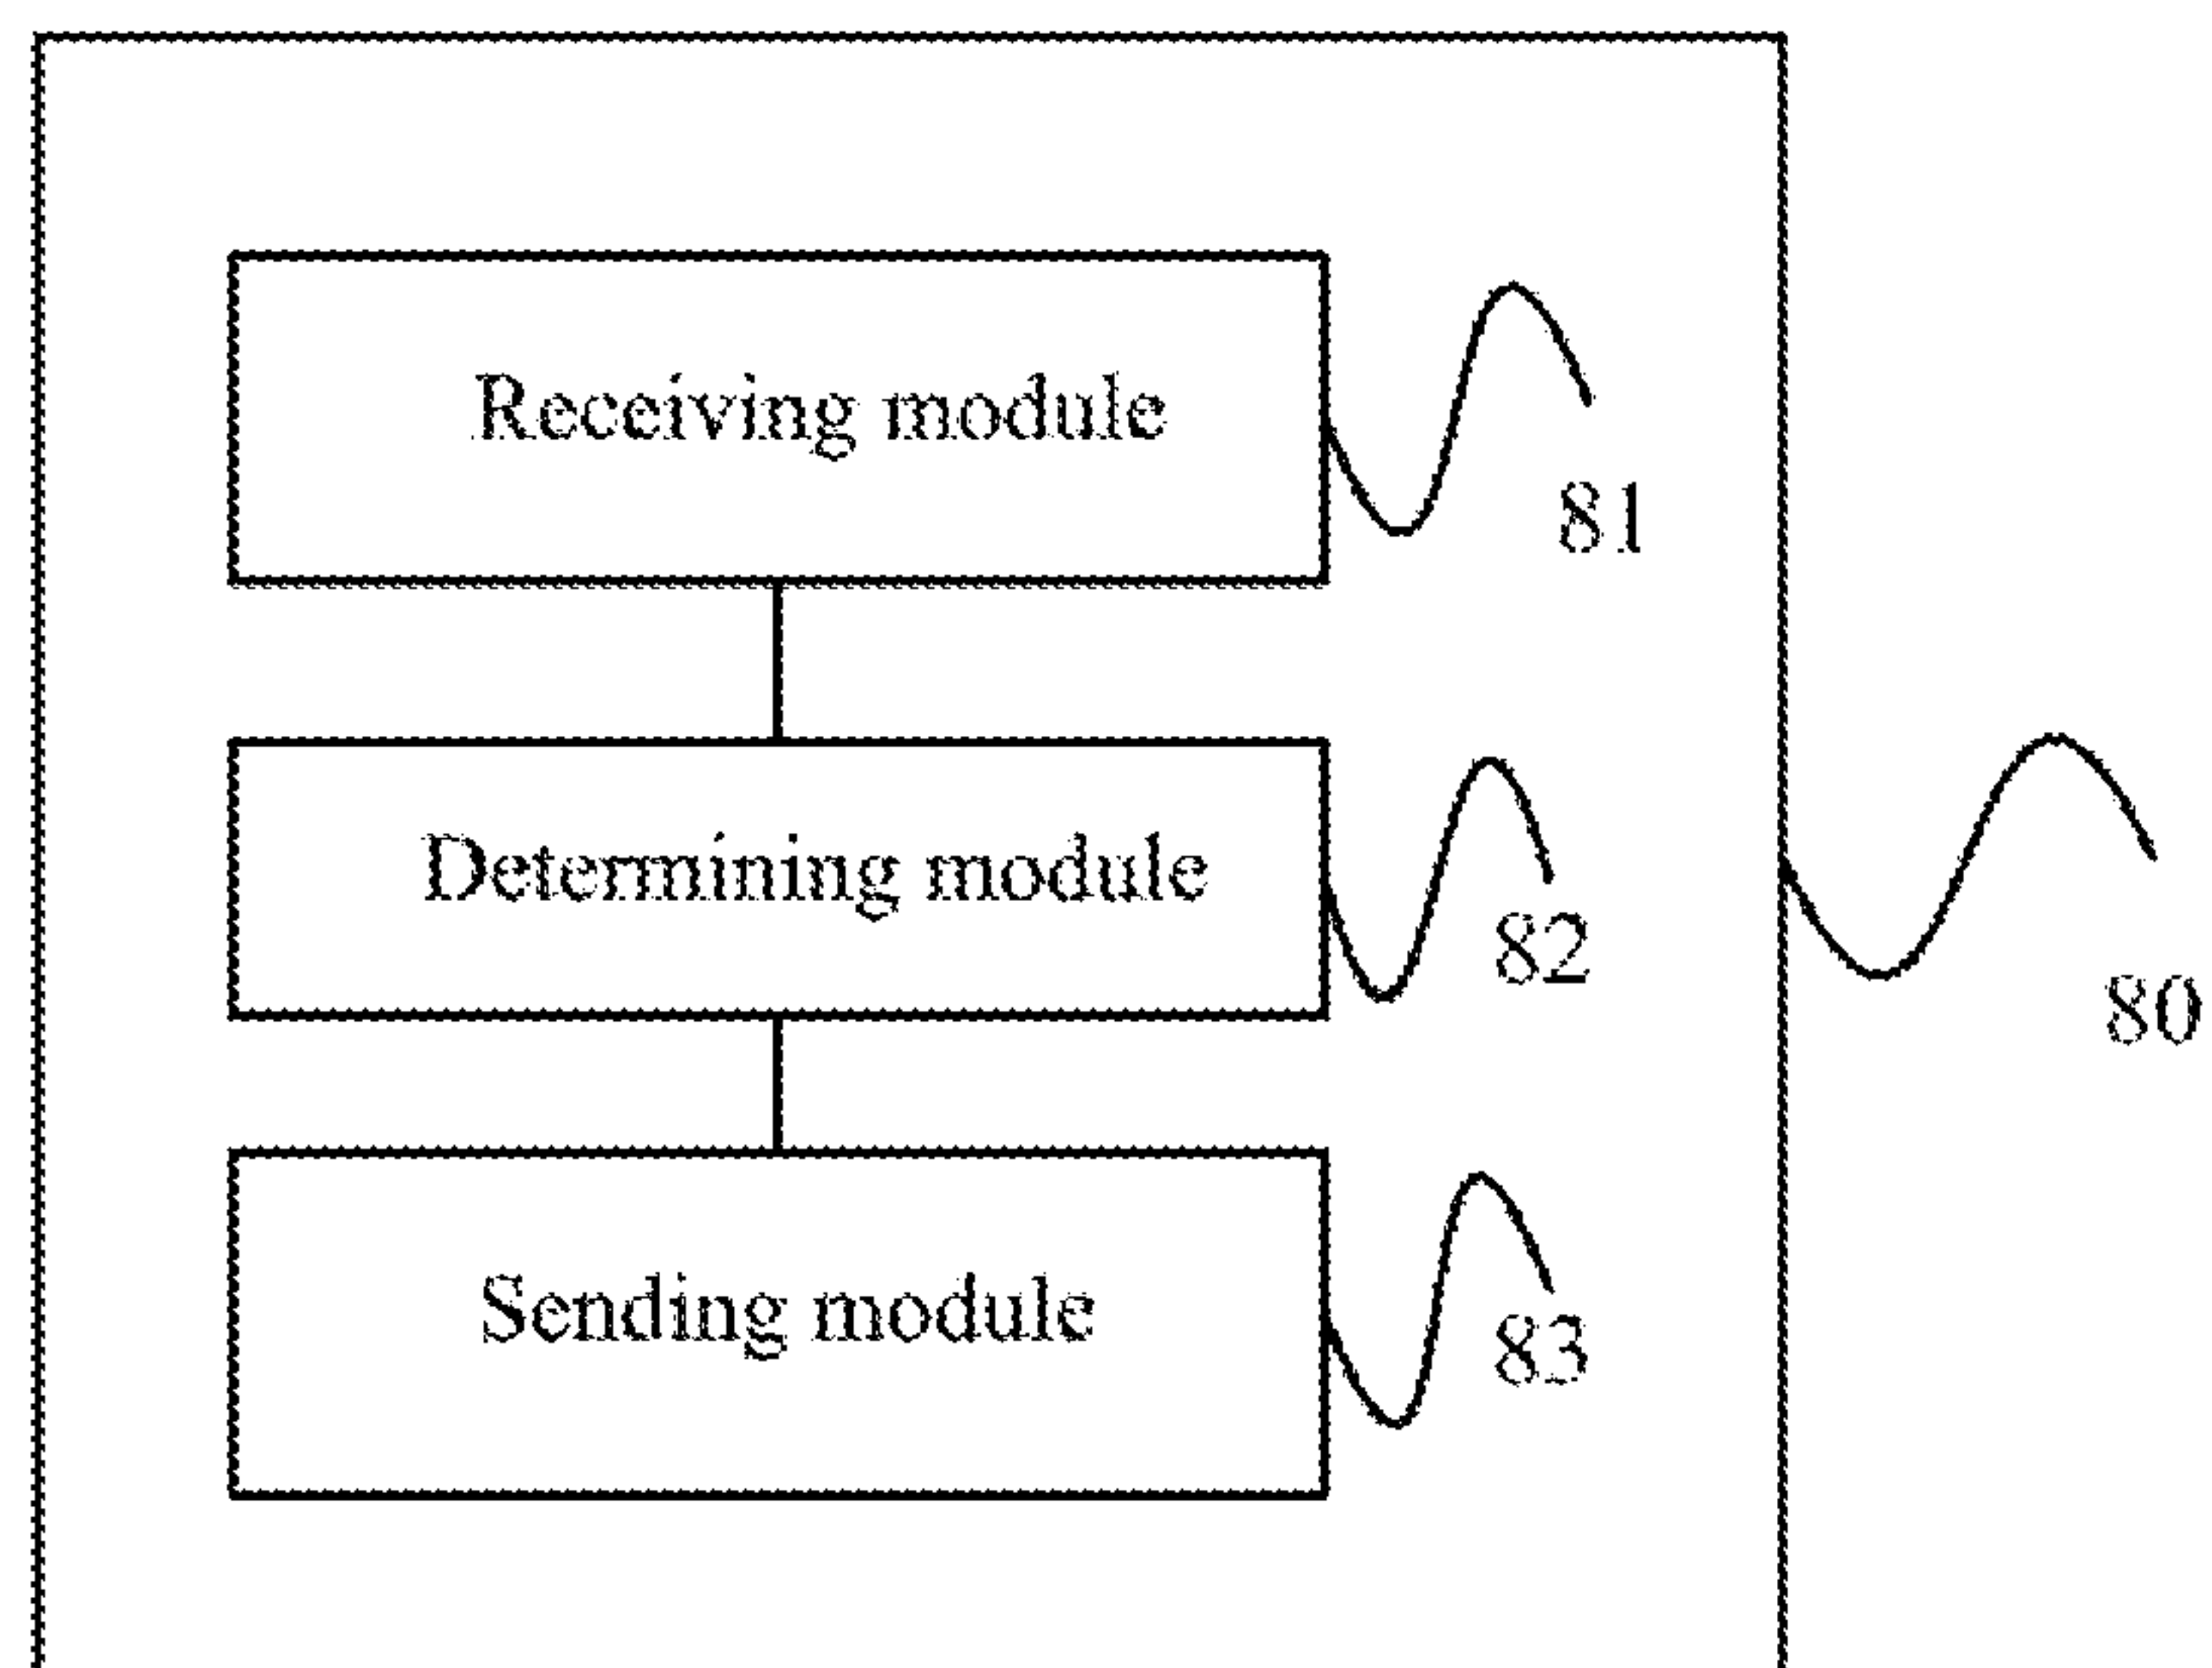 Receiving module
81
Determining module
82
80
Sending module
83